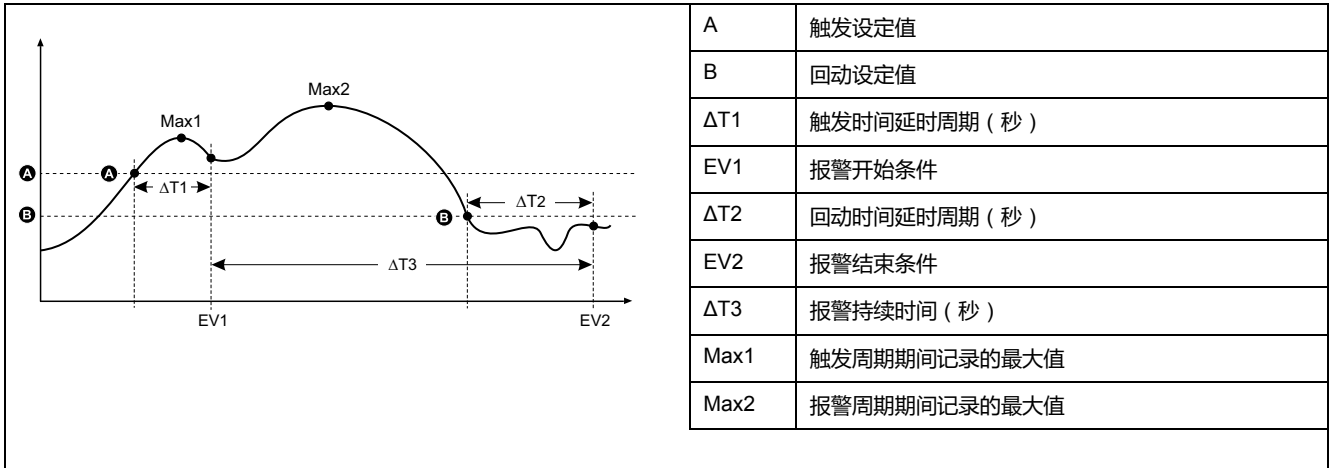 Max1
Max2
A
A
ΔT1
B
B
ΔT2
ΔT3
EV1
EV2
A 触发设定值
B 回动设定值
ΔT1 触发时间延时周期（秒）
EV1 报警开始条件
ΔT2 回动时间延时周期（秒）
EV2 报警结束条件
ΔT3 报警持续时间（秒）
Max1 触发周期期间记录的最大值
Max2 报警周期期间记录的最大值